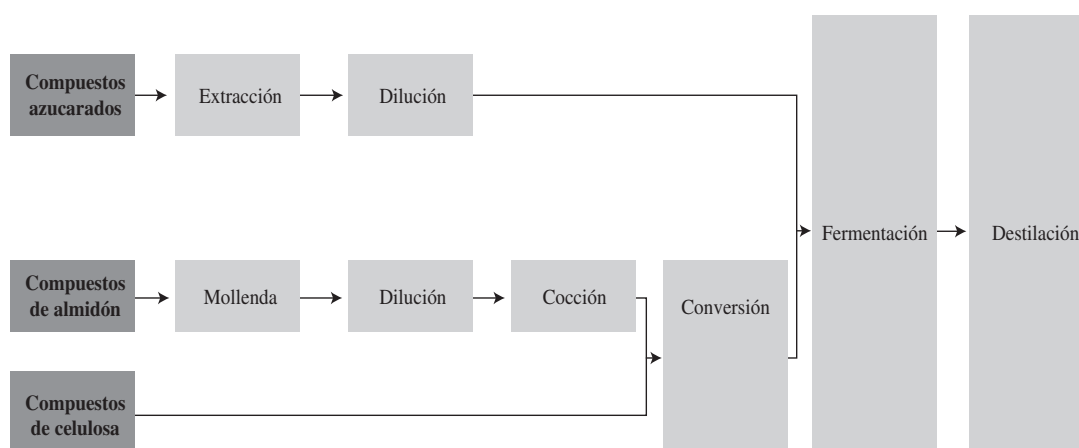 Compuestos
azucarados
Extracción
Dilución
Fermentación
Destilación
Compuestos
de almidón
Mollenda
Dilución
Cocción
Conversión
Compuestos
de celulosa